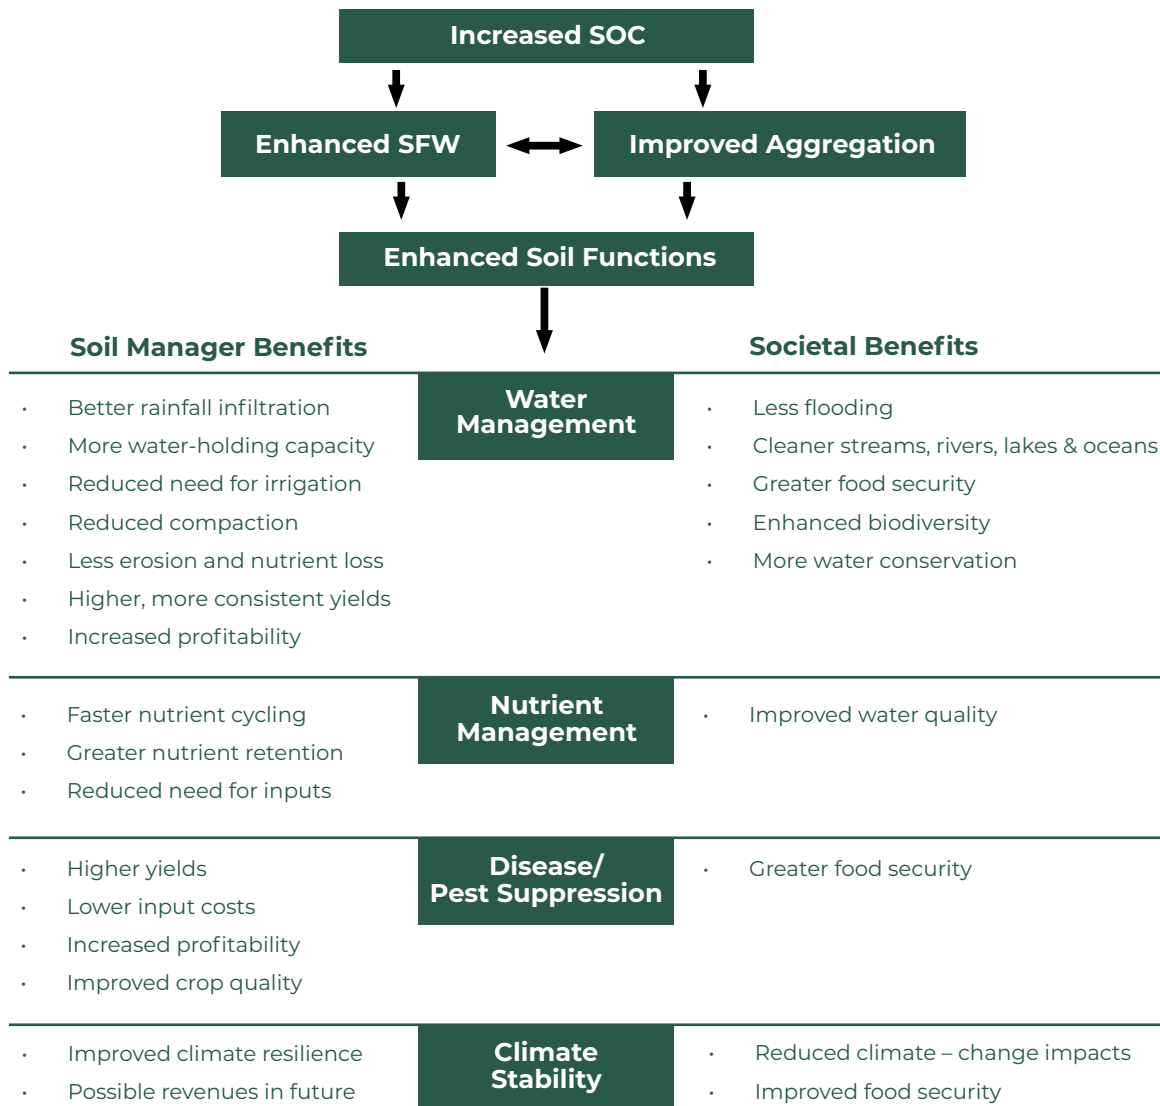 Increased SOC
Enhanced SFW
Improved Aggregation
Enhanced Soil Functions
Soil Manager Benefits
Societal Benefits
Water
Management
· Better rainfall infiltration
· More water-holding capacity
· Reduced need for irrigation
· Reduced compaction
· Less erosion and nutrient loss
· Higher, more consistent yields
· Increased profitability
· Less flooding
· Cleaner streams, rivers, lakes & oceans
· Greater food security
· Enhanced biodiversity
· More water conservation
Nutrient
Management
· Faster nutrient cycling
· Greater nutrient retention
· Reduced need for inputs
· Improved water quality
Disease/
Pest Suppression
· Higher yields
· Lower input costs
· Increased profitability
· Improved crop quality
· Greater food security
Climate
Stability
· Improved climate resilience
· Possible revenues in future
· Reduced climate – change impacts
· Improved food security